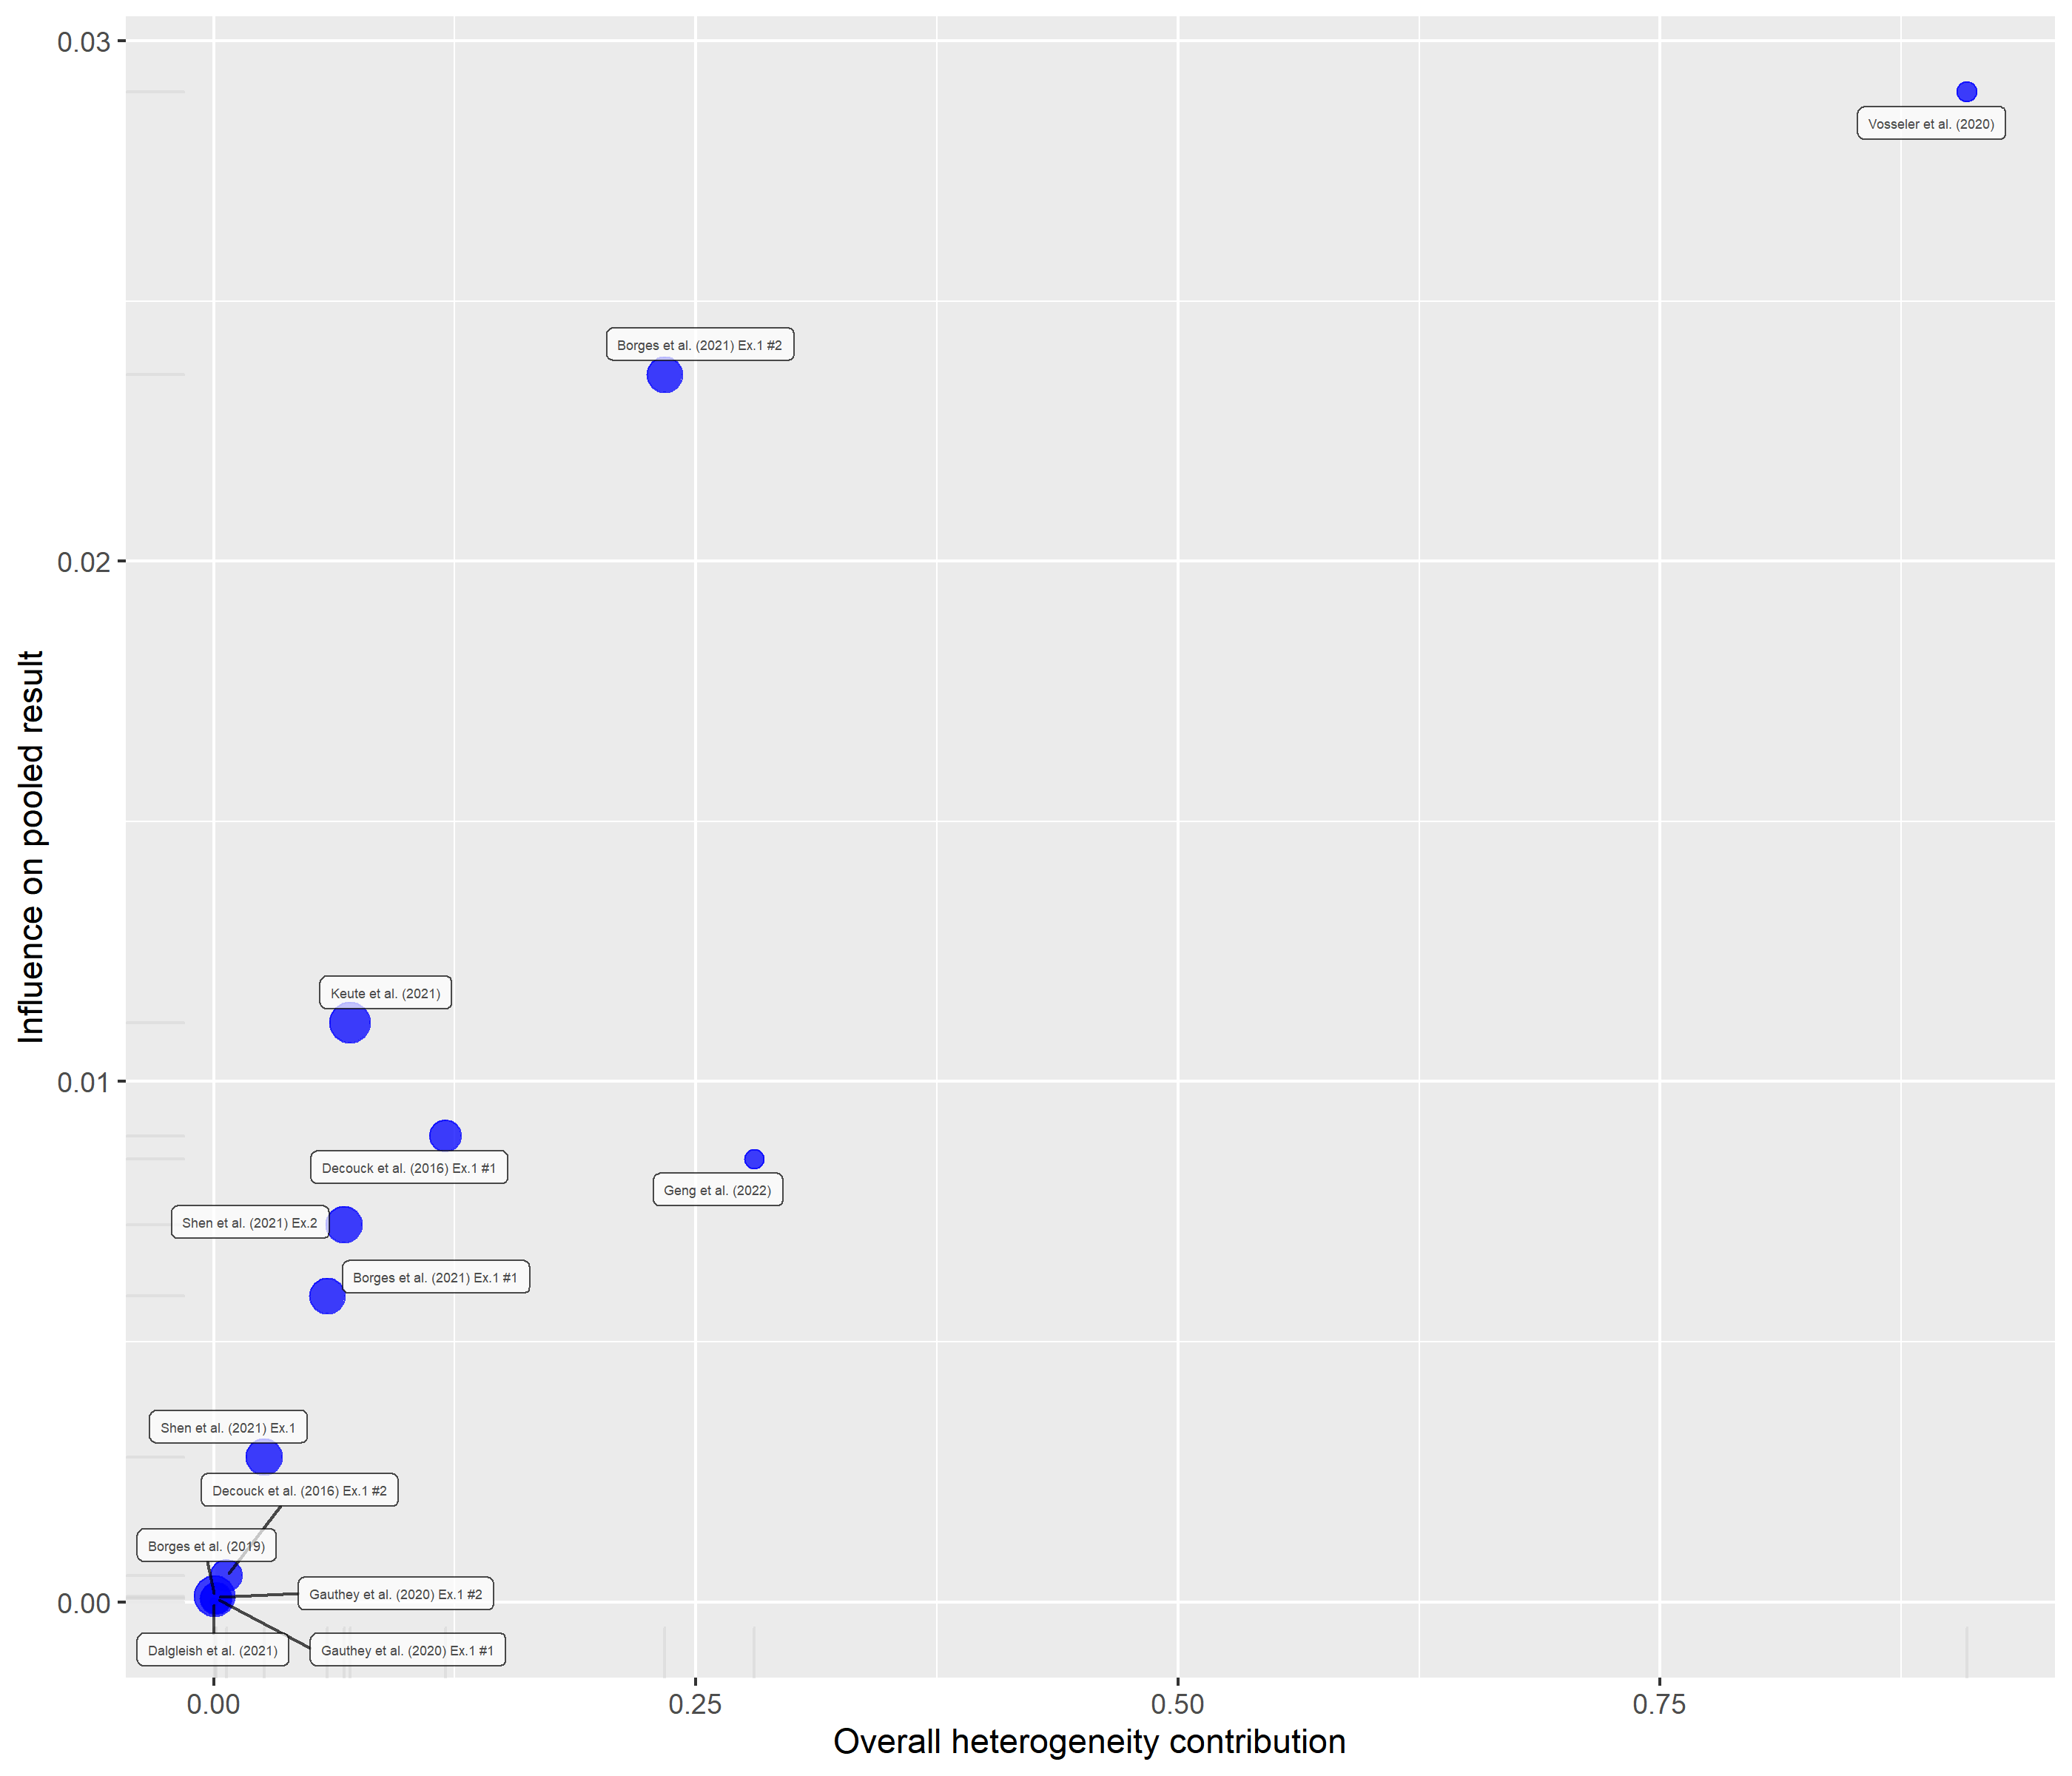 0.03
Vosseler et al. (2020)
Borges et al. (2021) Ex.1 #2
0.02
Influence on pooled result
Keute et al. (2021)
0.01
Decouck et al. (2016) Ex.1 #1
Geng et al. (2022)
Shen et al. (2021) Ex.2
Borges et al. (2021) Ex.1 #1
Shen et al. (2021) Ex.1
Decouck et al. (2016) Ex.1 #2
Borges et al. (2019)
Gauthey et al. (2020) Ex.1 #2
0.00
Dalgleish et al. (2021)
Gauthey et al. (2020) Ex.1 #1
0.00
0.25
0.50
0.75
Overall heterogeneity contribution